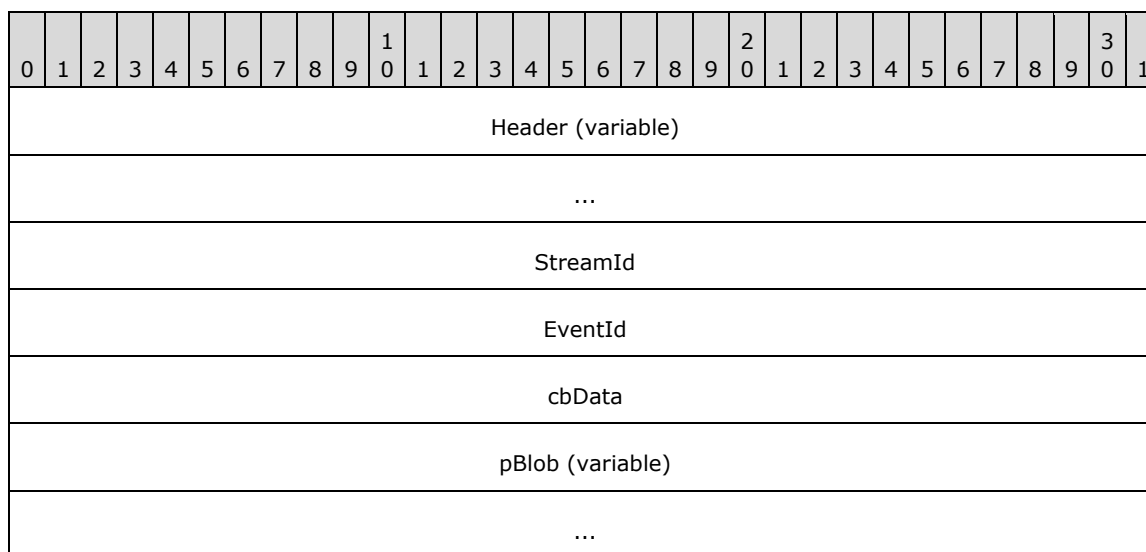 1 2 3
0 1 2 3 4 5 6 7 8 9 0 1 2 3 4 5 6 7 8 9 0 1 2 3 4 5 6 7 8 9 0 1
Header (variable)
...
StreamId
EventId
cbData
pBlob (variable)
...